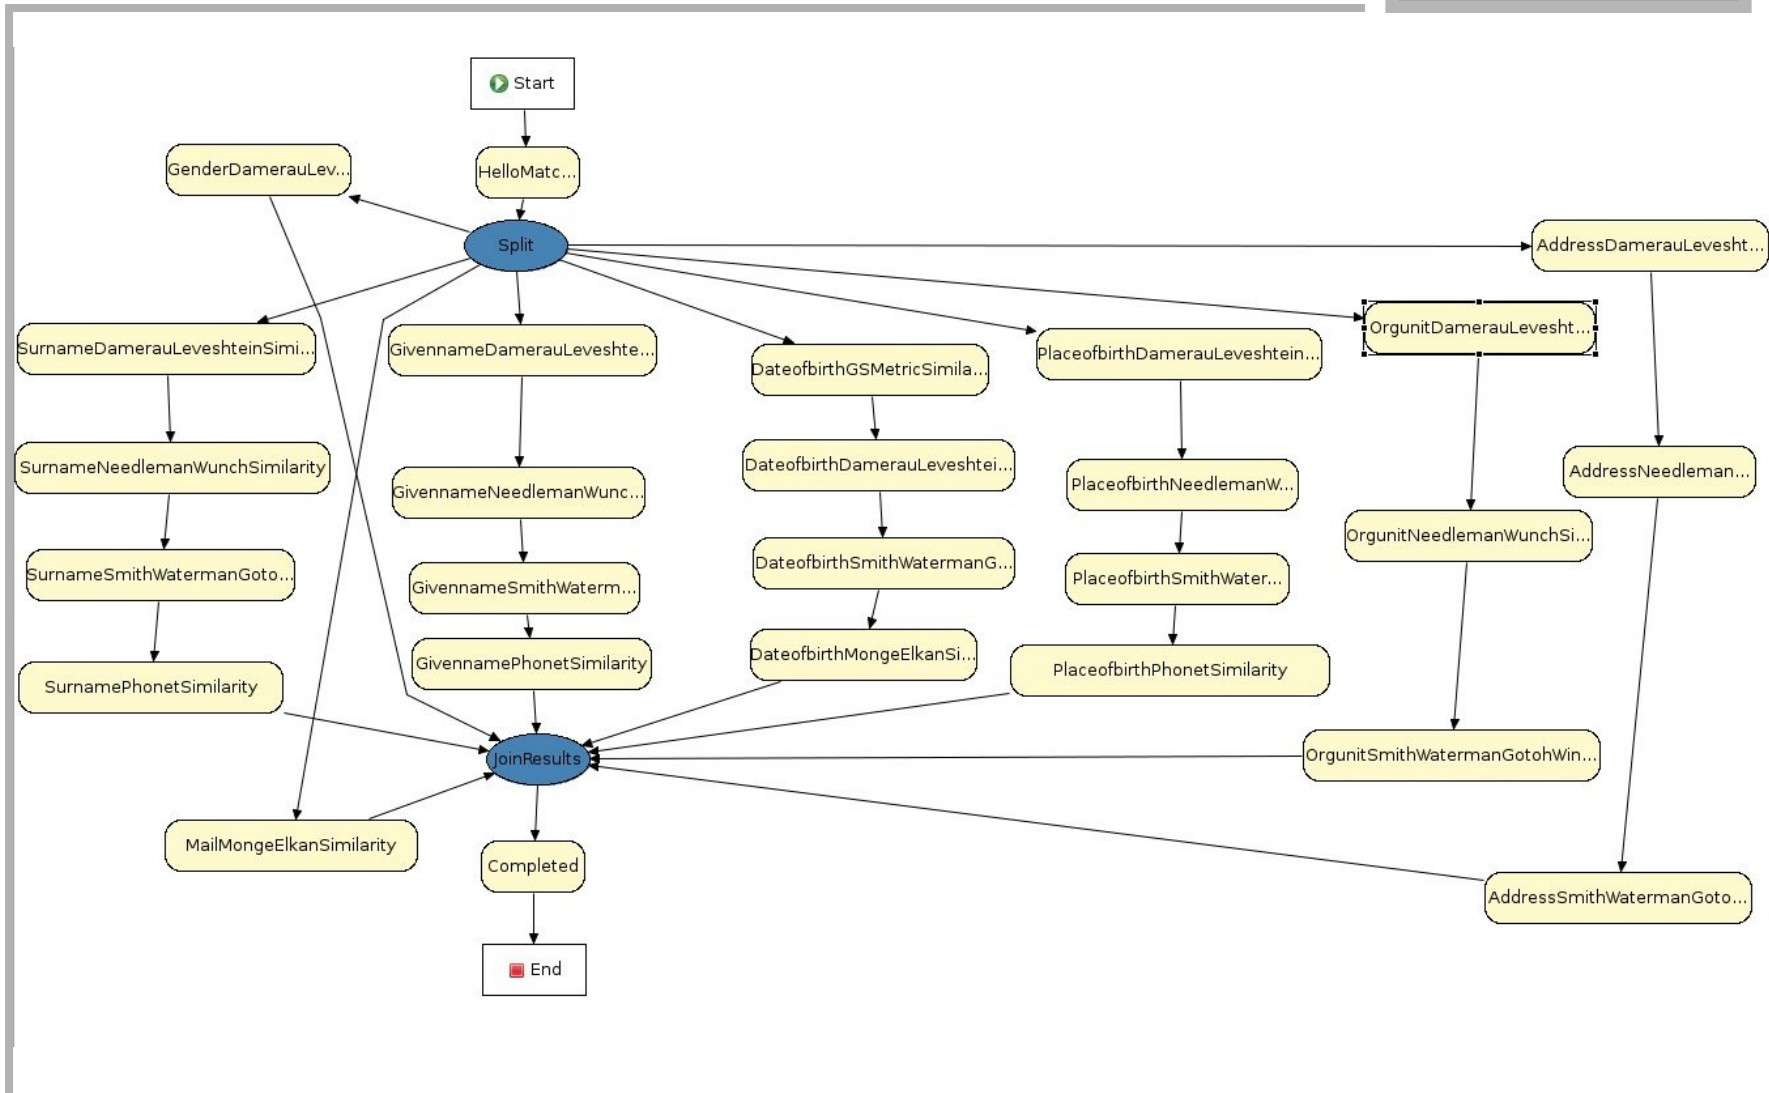 Start
GenderDamerauLev...
HelloMatc...
Split
AddressDamerauLevesht...
OrgunitDamerauLevesht...
SurnameDamerauLeveshteinSimi...
GivennameDamerauLeveshte...
PlaceofbirthDamerauLeveshtein...
DateofbirthGSMetricSimila...
SurnameNeedlemanWunchSimilarity
DateofbirthDamerauLeveshtei...
AddressNeedleman...
GivennameNeedlemanWunc...
PlaceofbirthNeedlemanW...
OrgunitNeedlemanWunchSi...
SurnameSmithWatermanGoto...
DateofbirthSmithWatermanG...
PlaceofbirthSmithWater...
GivennameSmithWaterm...
GivennamePhonetSimilarity
DateofbirthMongeElkanSi...
PlaceofbirthPhonetSimilarity
SurnamePhonetSimilarity
JoinResults
OrgunitSmithWatermanGotohWin...
MailMongeElkanSimilarity
Completed
AddressSmithWatermanGoto...
End